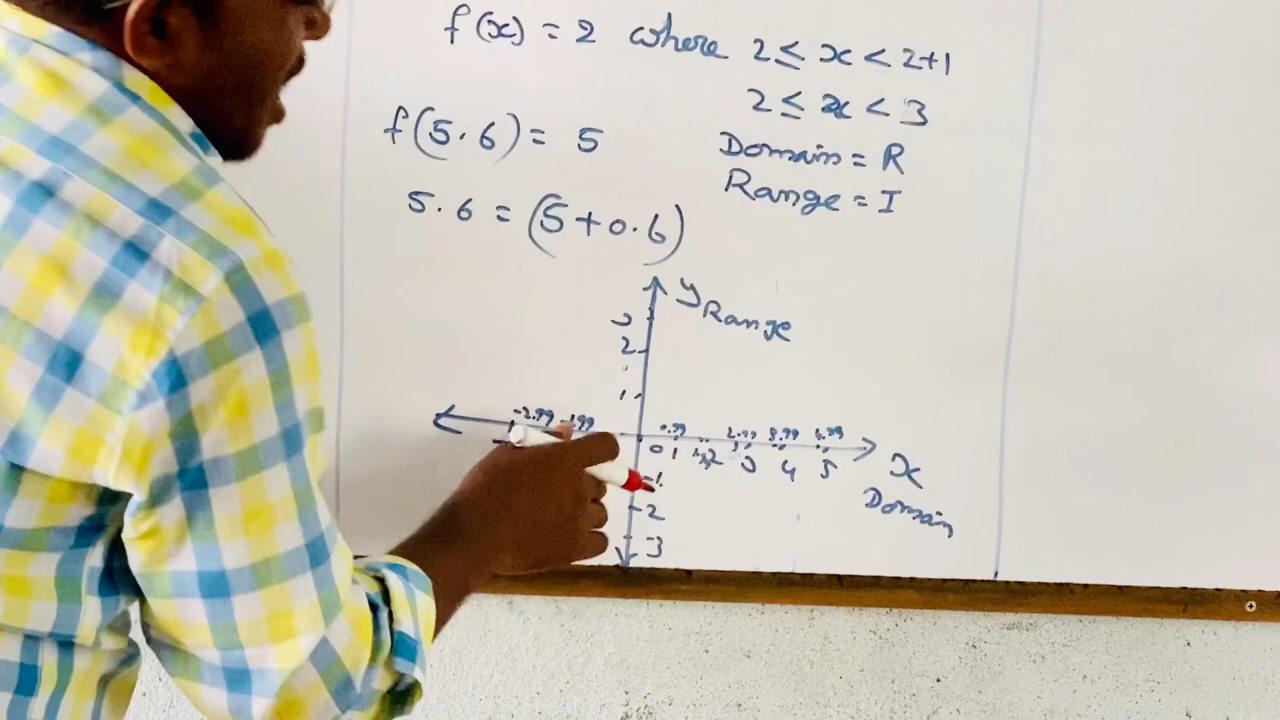 f(x) = 2 where 2 ≤ x < 2+1
2 ≤ x < 3
f(5.6) = 5
Domain = R
Range = I
5.6 = (5+0.6)
y Range
3
2
1
-2.99 -1.99 0.99 2.99 3.99 4.99
0 1 2 3 4 5
x
Domain
-1
-2
-3